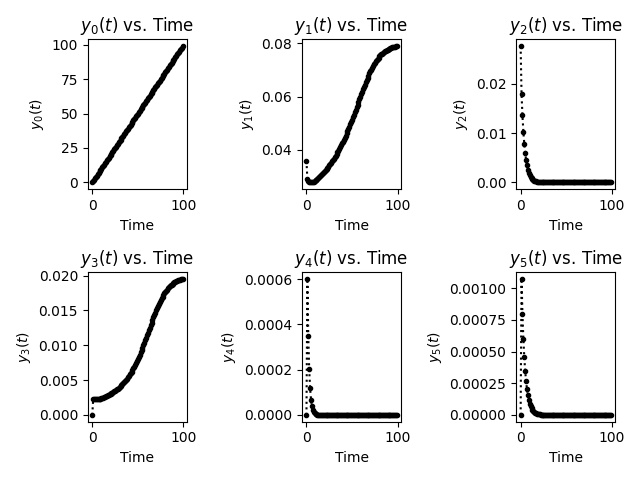 y₀(t) vs. Time
y₁(t) vs. Time
y₂(t) vs. Time
100
75
50
25
0
y₀(t)
0
100
Time
0.08
0.06
0.04
y₁(t)
0
100
Time
0.02
0.01
0.00
y₂(t)
0
100
Time
y₃(t) vs. Time
y₄(t) vs. Time
y₅(t) vs. Time
0.020
0.015
0.010
0.005
0.000
y₃(t)
0
100
Time
0.0006
0.0004
0.0002
0.0000
y₄(t)
0
100
Time
0.00100
0.00075
0.00050
0.00025
0.00000
y₅(t)
0
100
Time